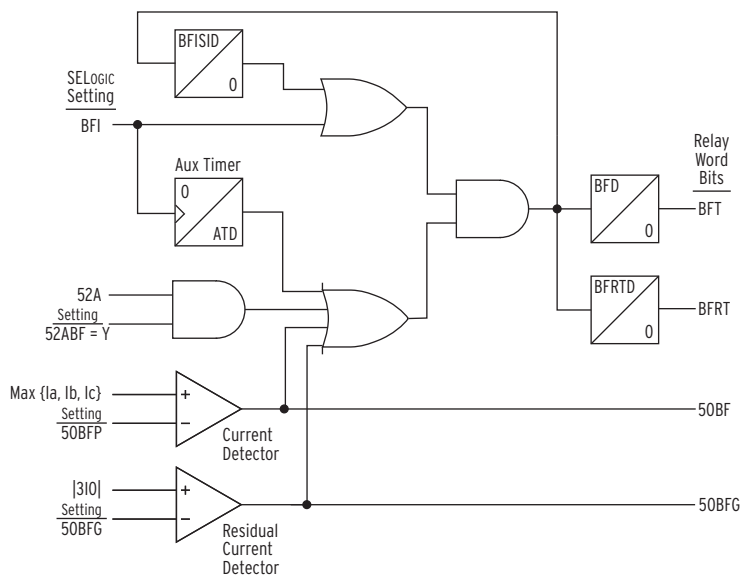 BFISID
0
SELOGIC
Setting
BFI
Aux Timer
0
ATD
Relay
Word
Bits
BFD
0
BFT
BFRTD
0
BFRT
52A
Setting
52ABF = Y
Max {Ia, Ib, Ic}
+
Setting
50BFP
−
Current
Detector
50BF
|3I0|
+
Setting
50BFG
−
Residual
Current
Detector
50BFG